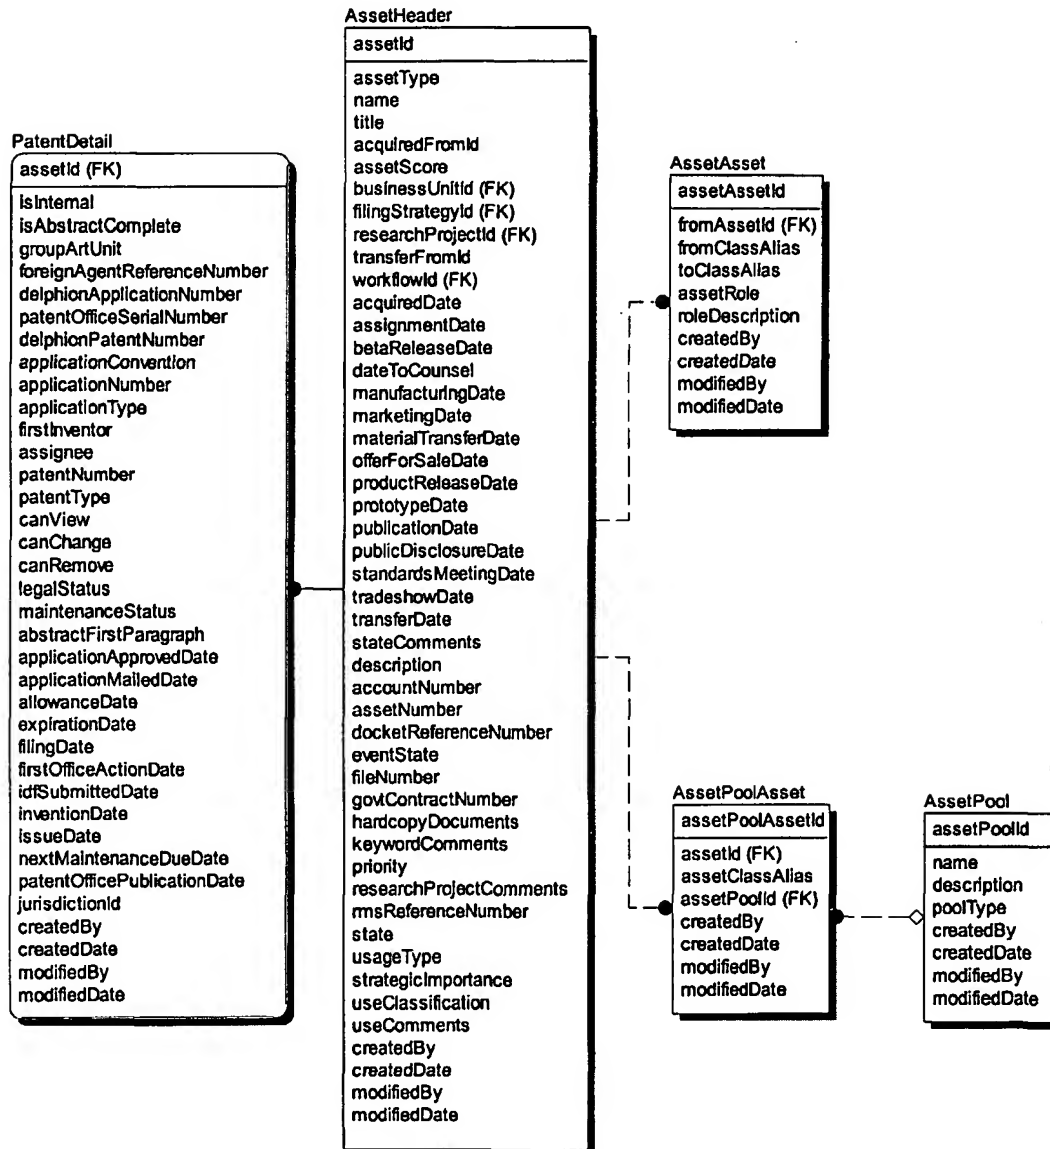 AssetHeader
assetId
assetType
name
title
acquiredFromId
assetScore
businessUnitId (FK)
filingStrategyId (FK)
researchProjectId (FK)
transferFromId
workflowId (FK)
acquiredDate
assignmentDate
betaReleaseDate
dateToCounsel
manufacturingDate
marketingDate
materialTransferDate
offerForSaleDate
productReleaseDate
prototypeDate
publicationDate
publicDisclosureDate
standardsMeetingDate
tradeshowDate
transferDate
stateComments
description
accountNumber
assetNumber
docketReferenceNumber
eventState
fileNumber
govtContractNumber
hardcopyDocuments
keywordComments
priority
researchProjectComments
rmsReferenceNumber
state
usageType
strategicImportance
useClassification
useComments
createdBy
createdDate
modifiedBy
modifiedDate
PatentDetail
assetId (FK)
isInternal
isAbstractComplete
groupArtUnit
foreignAgentReferenceNumber
delphionApplicationNumber
patentOfficeSerialNumber
delphionPatentNumber
applicationConvention
applicationNumber
applicationType
firstInventor
assignee
patentNumber
patentType
canView
canChange
canRemove
legalStatus
maintenanceStatus
abstractFirstParagraph
applicationApprovedDate
applicationMailedDate
allowanceDate
expirationDate
filingDate
firstOfficeActionDate
idfSubmittedDate
inventionDate
issueDate
nextMaintenanceDueDate
patentOfficePublicationDate
jurisdictionId
createdBy
createdDate
modifiedBy
modifiedDate
AssetAsset
assetAssetId
fromAssetId (FK)
fromClassAlias
toClassAlias
assetRole
roleDescription
createdBy
createdDate
modifiedBy
modifiedDate
AssetPoolAsset
assetPoolAssetId
assetId (FK)
assetClassAlias
assetPoolId (FK)
createdBy
createdDate
modifiedBy
modifiedDate
AssetPool
assetPoolId
name
description
poolType
createdBy
createdDate
modifiedBy
modifiedDate